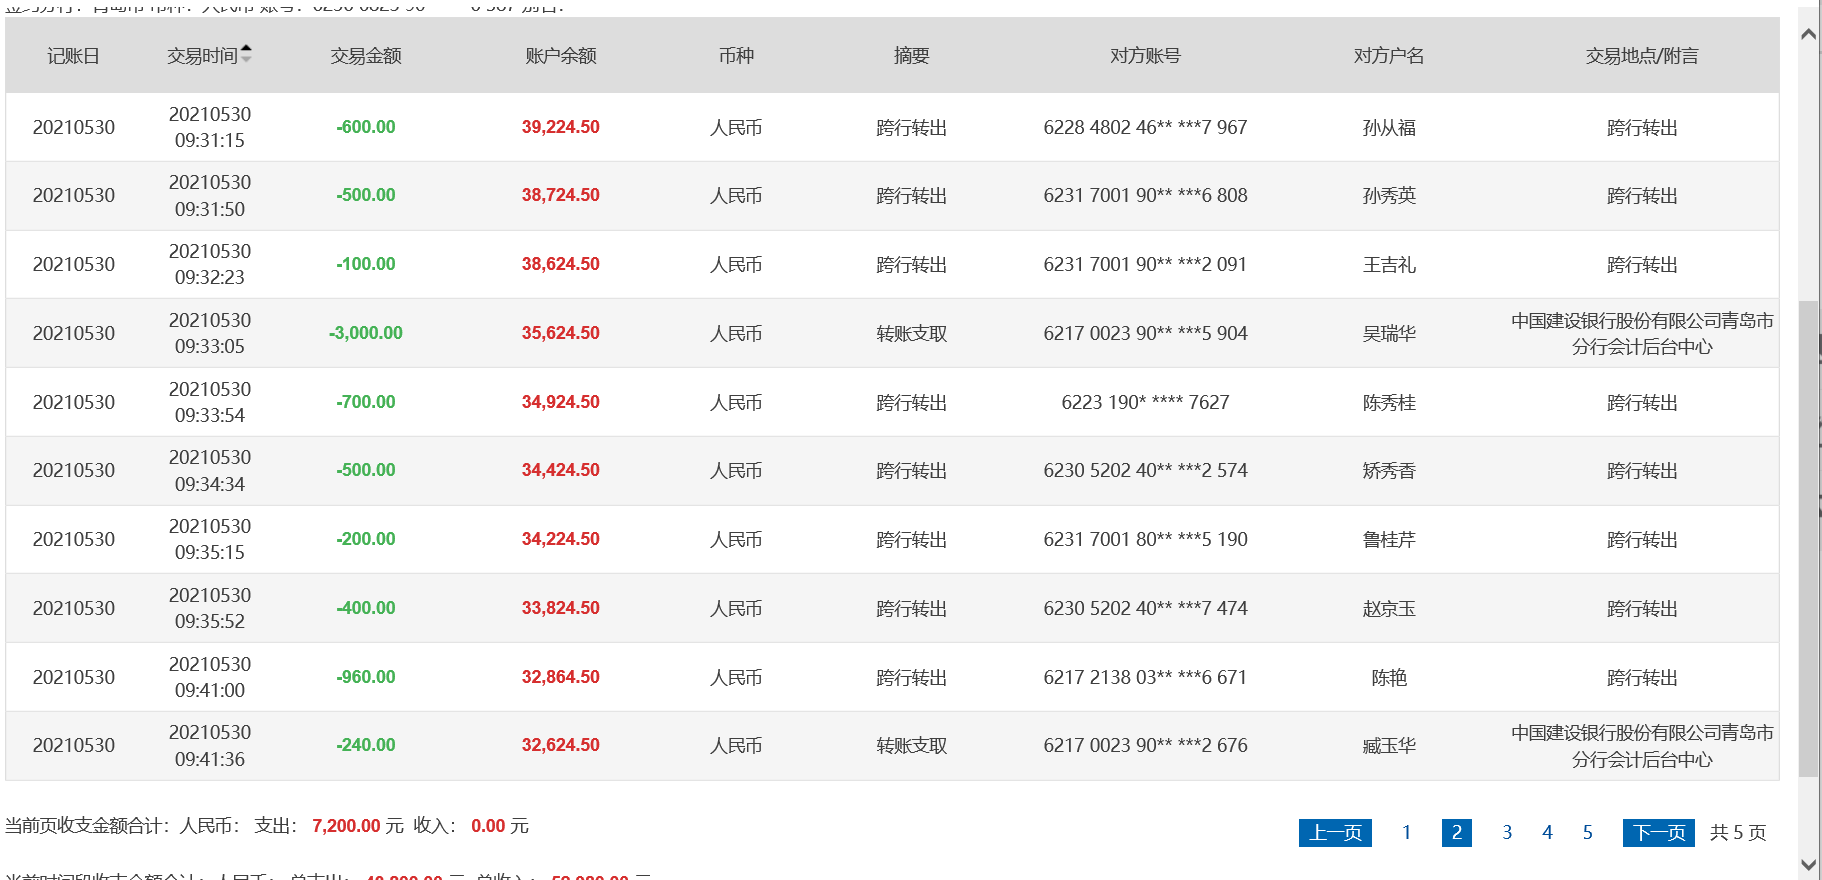 记账日 交易时间 交易金额 账户余额 币种 摘要 对方账号 对方户名 交易地点/附言
20210530 20210530 09:31:15 -600.00 39,224.50 人民币 跨行转出 6228 4802 46** ***7 967 孙从福 跨行转出
20210530 20210530 09:31:50 -500.00 38,724.50 人民币 跨行转出 6231 7001 90** ***6 808 孙秀英 跨行转出
20210530 20210530 09:32:23 -100.00 38,624.50 人民币 跨行转出 6231 7001 90** ***2 091 王吉礼 跨行转出
20210530 20210530 09:33:05 -3,000.00 35,624.50 人民币 转账支取 6217 0023 90** ***5 904 吴瑞华 中国建设银行股份有限公司青岛市分行会计后台中心
20210530 20210530 09:33:54 -700.00 34,924.50 人民币 跨行转出 6223 190* **** 7627 陈秀桂 跨行转出
20210530 20210530 09:34:34 -500.00 34,424.50 人民币 跨行转出 6230 5202 40** ***2 574 矫秀香 跨行转出
20210530 20210530 09:35:15 -200.00 34,224.50 人民币 跨行转出 6231 7001 80** ***5 190 鲁桂芹 跨行转出
20210530 20210530 09:35:52 -400.00 33,824.50 人民币 跨行转出 6230 5202 40** ***7 474 赵京玉 跨行转出
20210530 20210530 09:41:00 -960.00 32,864.50 人民币 跨行转出 6217 2138 03** ***6 671 陈艳 跨行转出
20210530 20210530 09:41:36 -240.00 32,624.50 人民币 转账支取 6217 0023 90** ***2 676 臧玉华 中国建设银行股份有限公司青岛市分行会计后台中心
当前页收支金额合计：人民币： 支出： 7,200.00 元 收入： 0.00 元
上一页 1 2 3 4 5 下一页 共 5 页